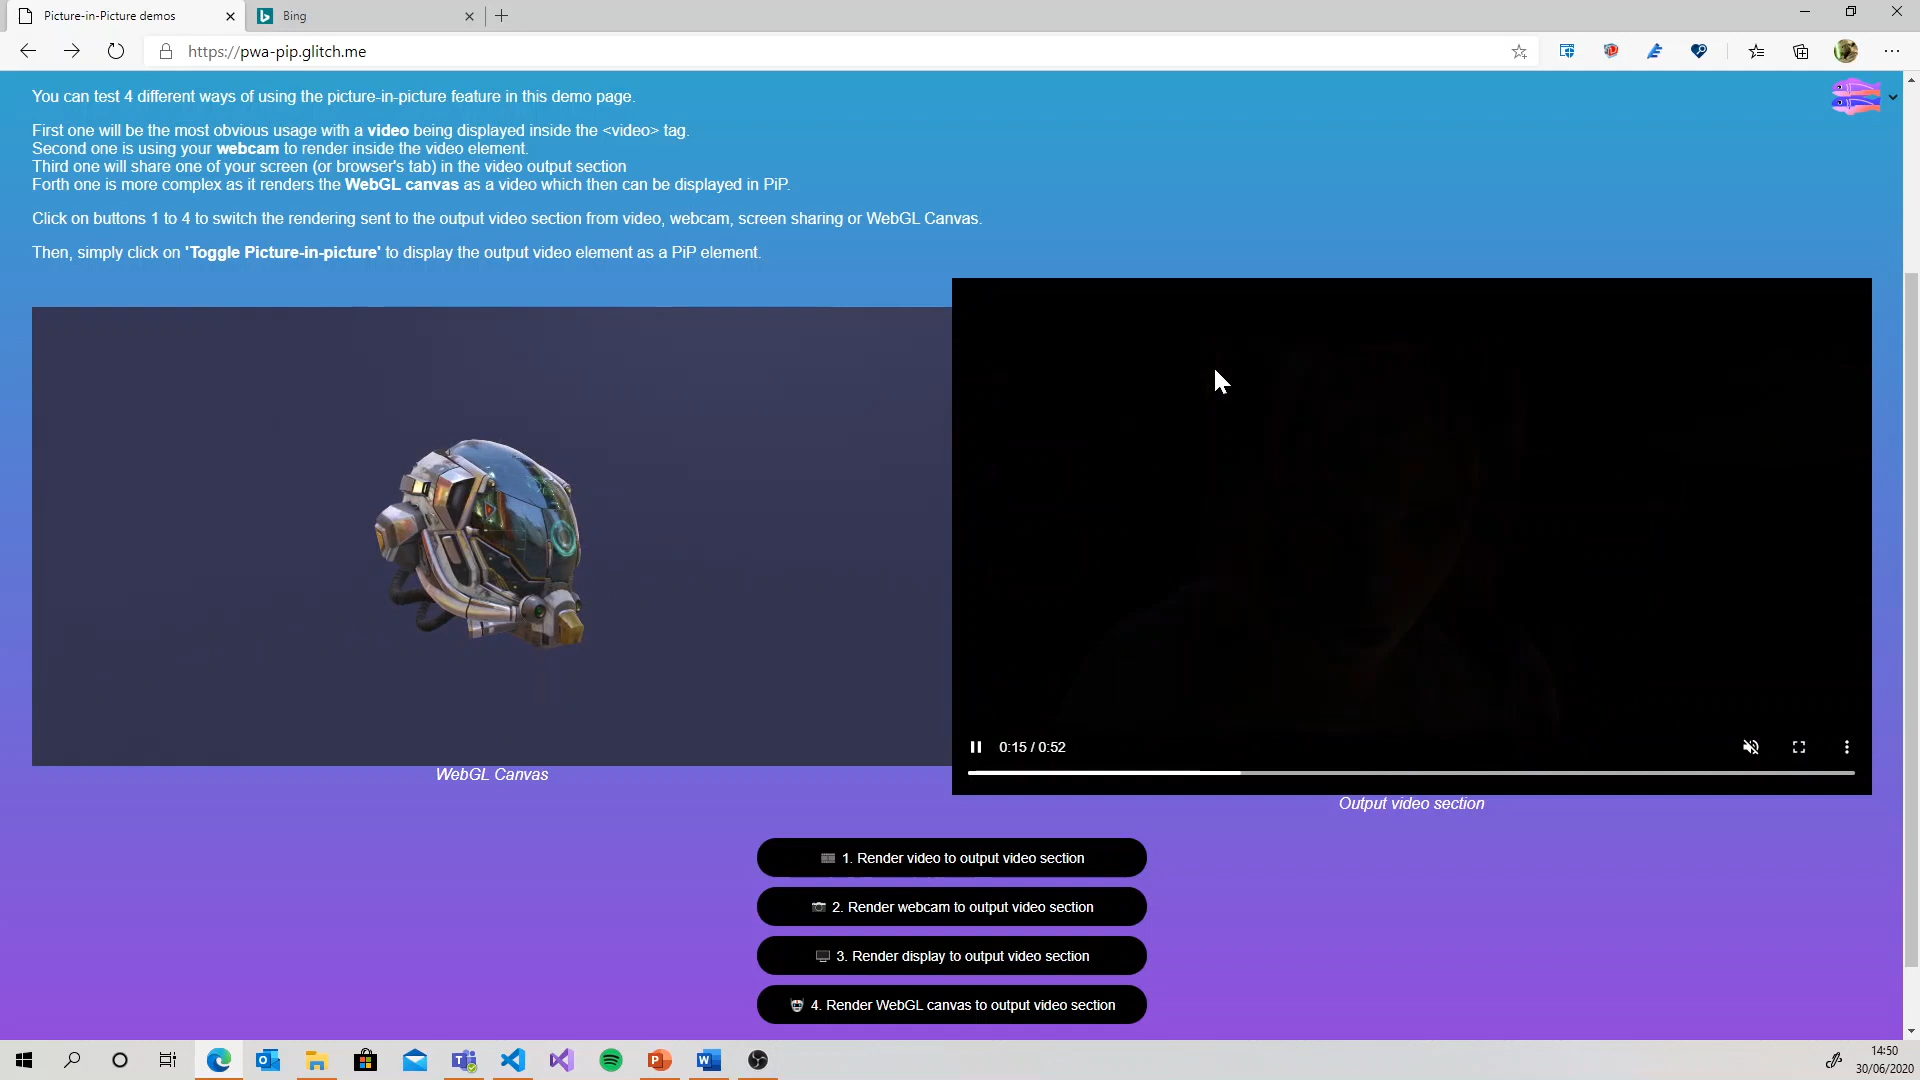 Picture-in-Picture demos
Bing
https://pwa-pip.glitch.me
You can test 4 different ways of using the picture-in-picture feature in this demo page.
First one will be the most obvious usage with a video being displayed inside the <video> tag.
Second one is using your webcam to render inside the video element.
Third one will share one of your screen (or browser's tab) in the video output section
Forth one is more complex as it renders the WebGL canvas as a video which then can be displayed in PiP.
Click on buttons 1 to 4 to switch the rendering sent to the output video section from video, webcam, screen sharing or WebGL Canvas.
Then, simply click on 'Toggle Picture-in-picture' to display the output video element as a PiP element.
0:15 / 0:52
WebGL Canvas
Output video section
1. Render video to output video section
2. Render webcam to output video section
3. Render display to output video section
4. Render WebGL canvas to output video section
14:50
30/06/2020